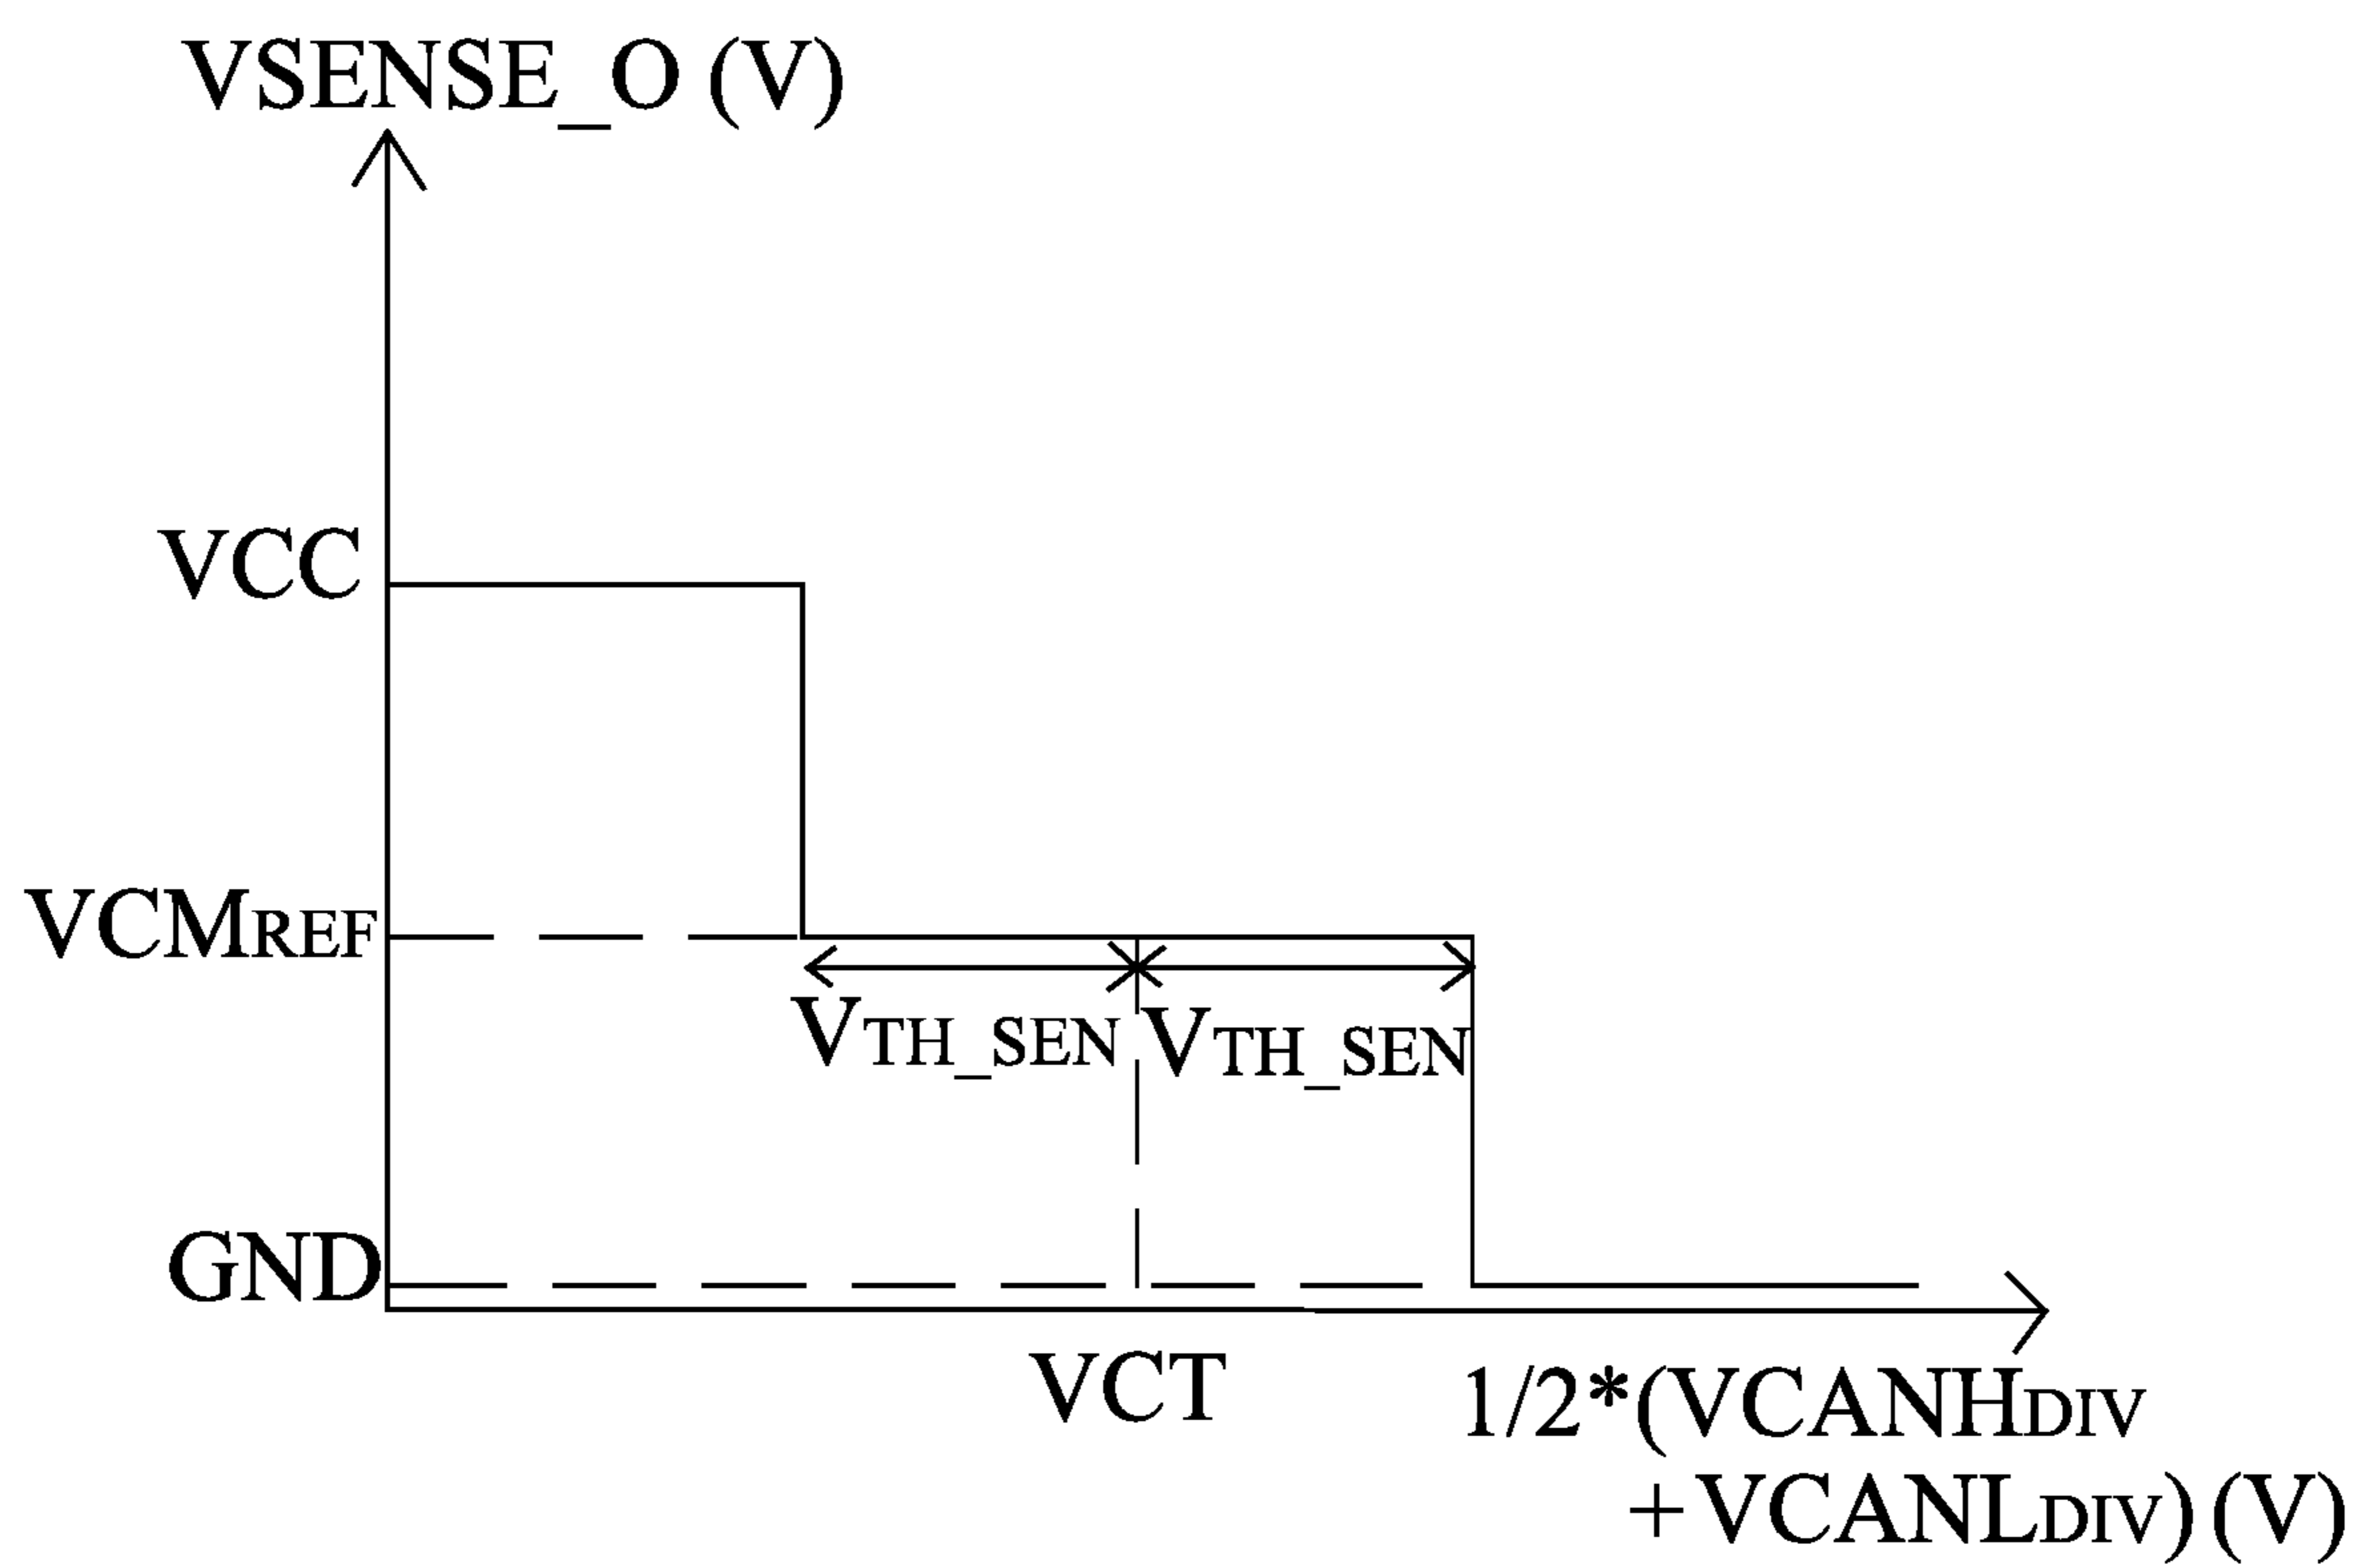 VSENSE_O (V)
VCC
VCMREF
VTH_SEN VTH_SEN
GND
VCT
1/2*(VCANHDIV
+VCANLDIV) (V)